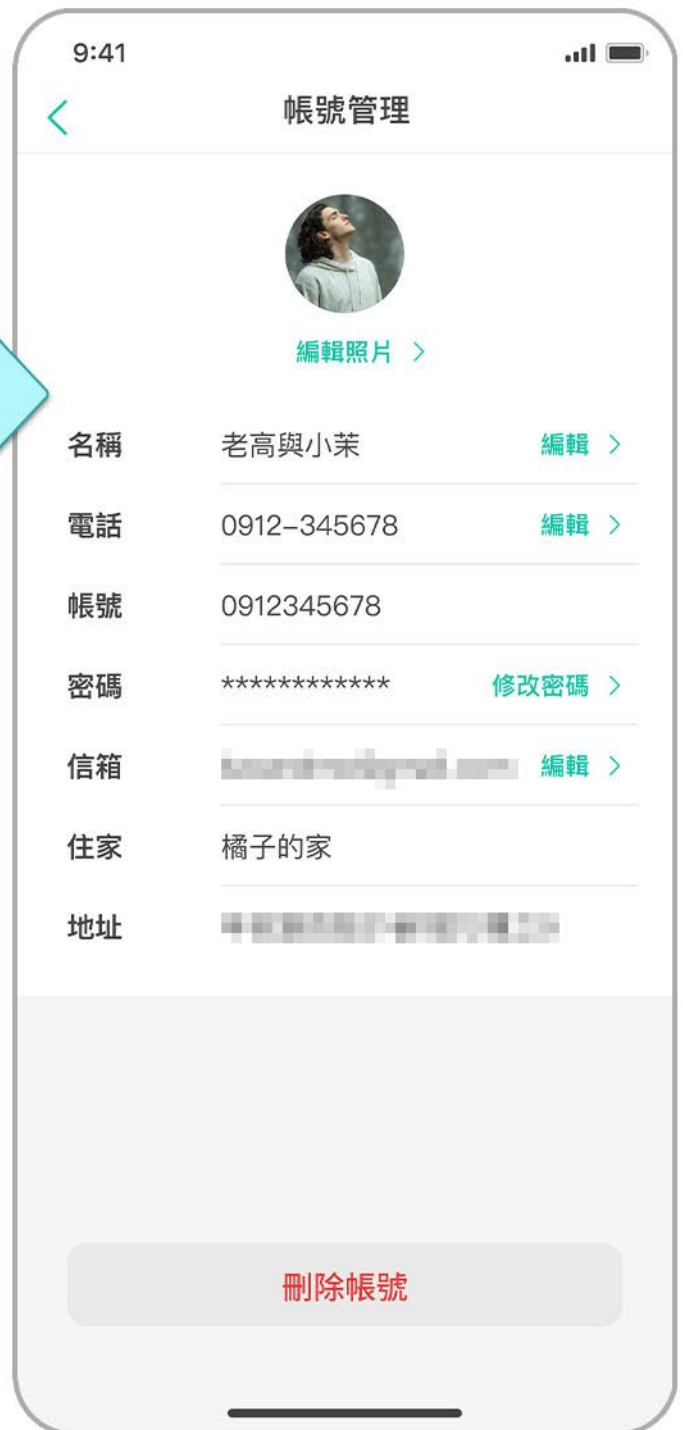 9:41
帳號管理
編輯照片 >
名稱 老高與小茉 編輯 >
電話 0912–345678 編輯 >
帳號 0912345678
密碼 ************ 修改密碼 >
信箱 編輯 >
住家 橘子的家
地址
刪除帳號